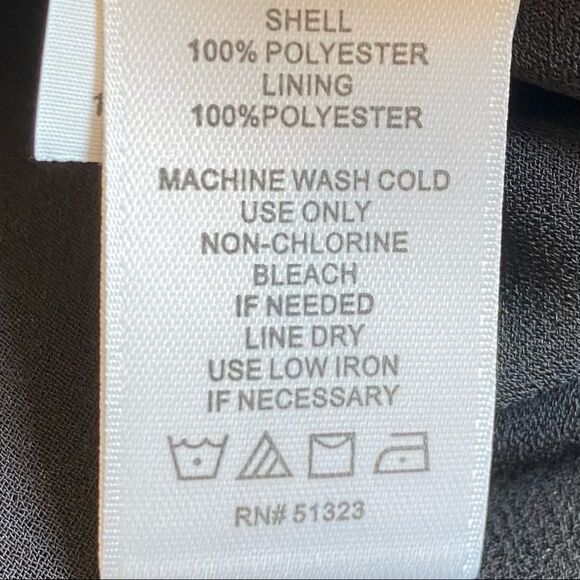 SHELL
100% POLYESTER
LINING
100%POLYESTER
MACHINE WASH COLD
USE ONLY
NON-CHLORINE
BLEACH
IF NEEDED
LINE DRY
USE LOW IRON
IF NECESSARY
RN# 51323